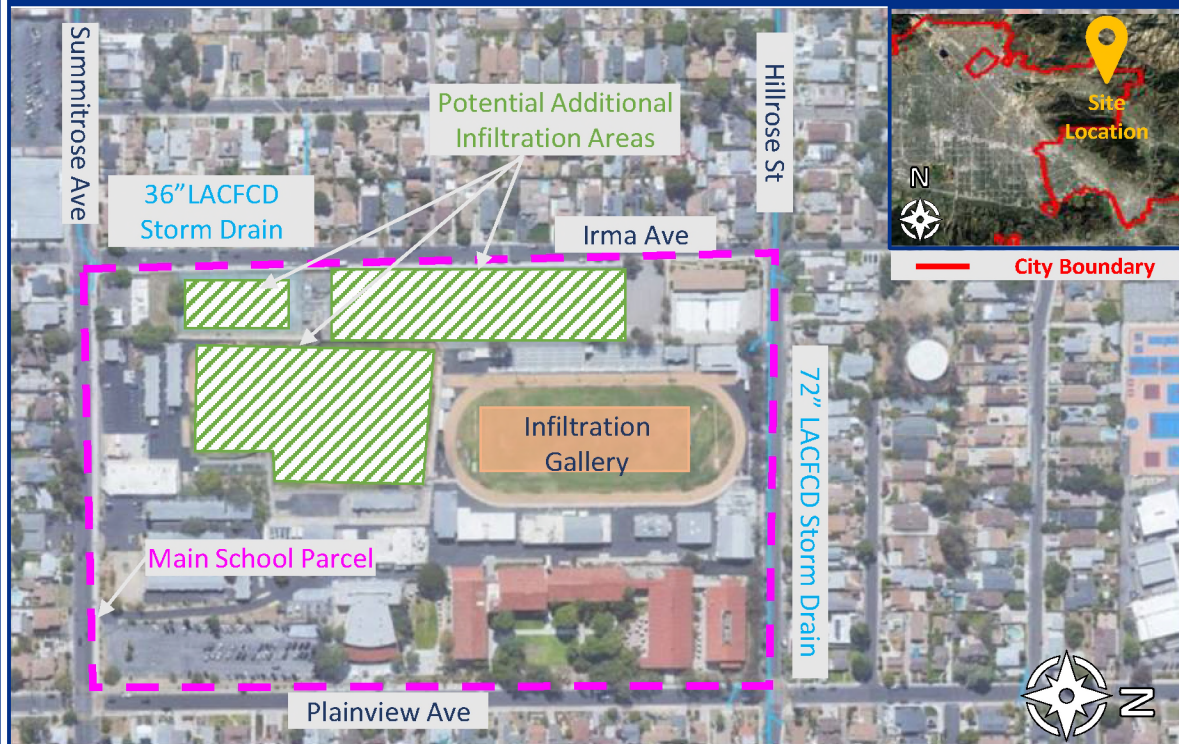 Summitrose Ave
Hillrose St
Potential Additional
Infiltration Areas
Site
Location
N
City Boundary
36”LACFCD
Storm Drain
Irma Ave
Infiltration
Gallery
72” LACFCD Storm Drain
Main School Parcel
Plainview Ave
N